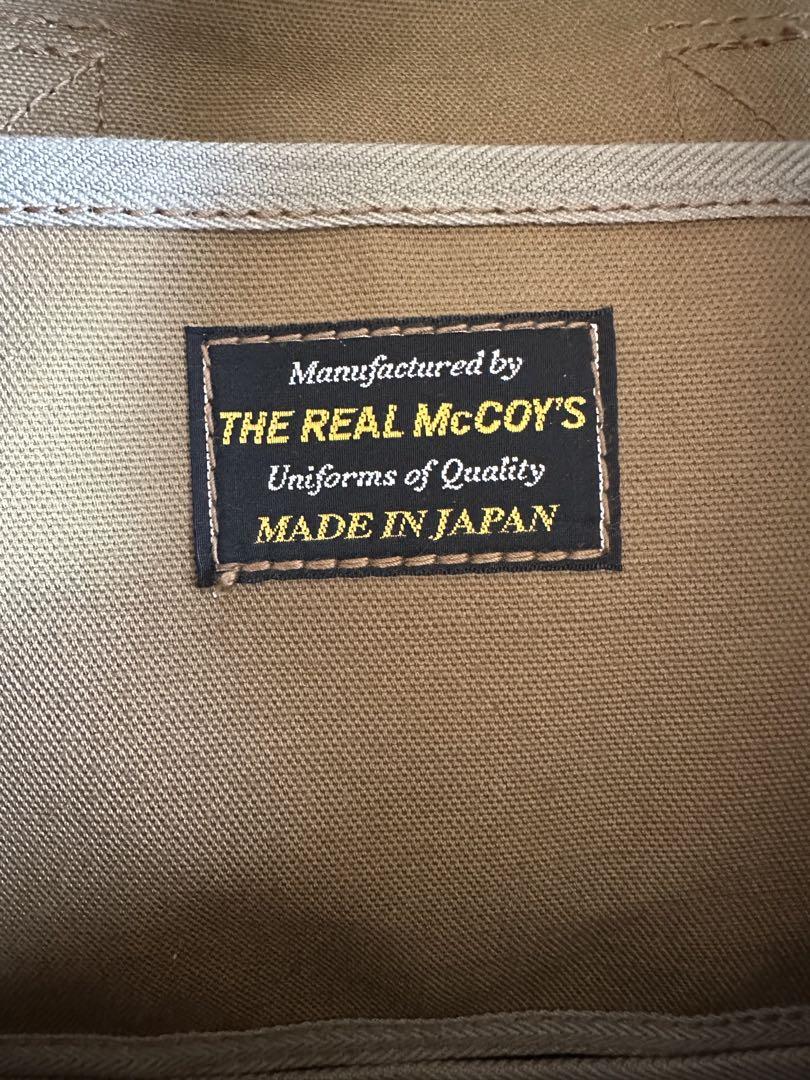 Manufactured by
THE REAL McCOY'S
Uniforms of Quality
MADE IN JAPAN